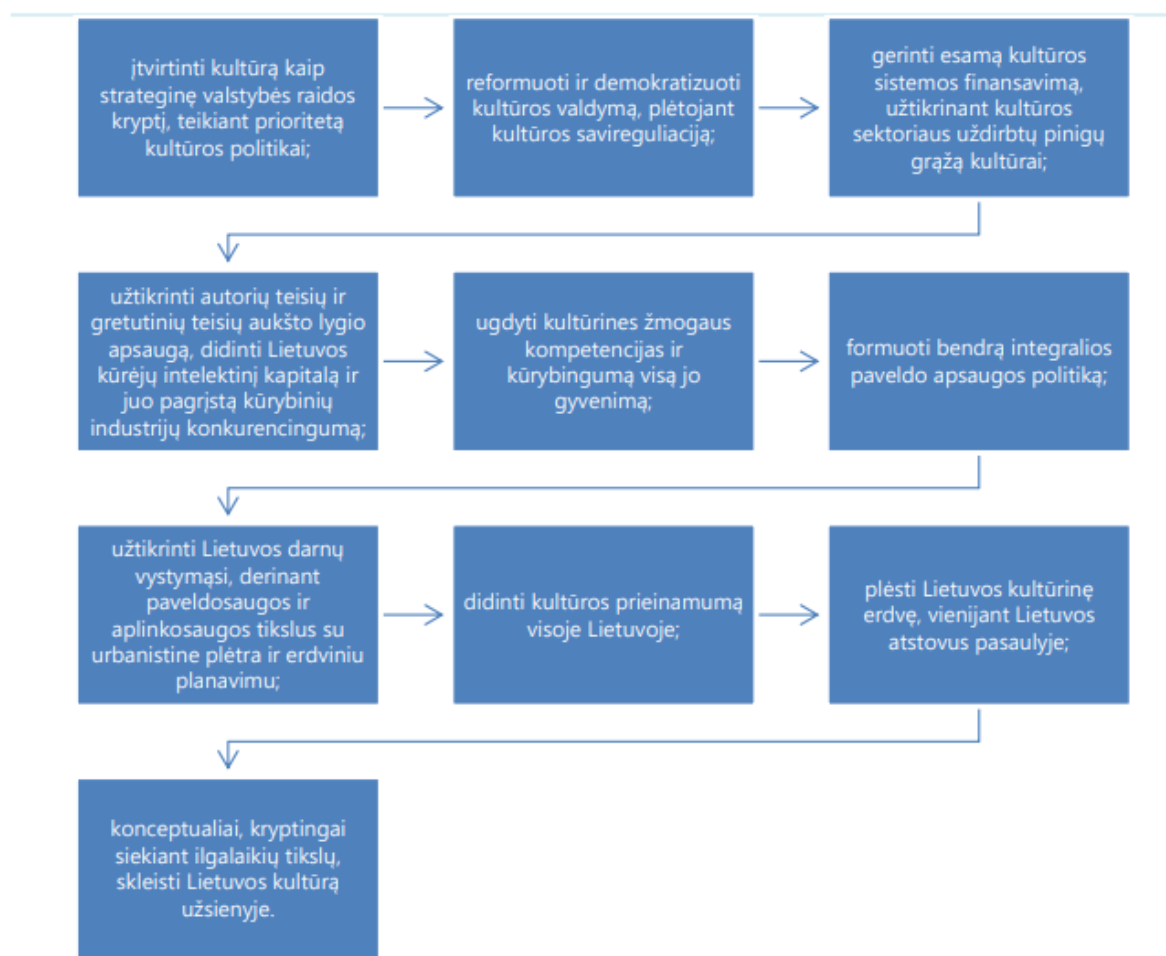 įtvirtinti kultūrą kaip
strateginę valstybės raidos
kryptį, teikiant prioritetą
kultūros politikai;
reformuoti ir demokratizuoti
kultūros valdymą, plėtojant
kultūros savireguliaciją;
gerinti esamą kultūros
sistemos finansavimą,
užtikrinant kultūros
sektoriaus uždirbtų pinigų
grąžą kultūrai;
užtikrinti autorių teisių ir
gretutinių teisių aukšto lygio
apsaugą, didinti Lietuvos
kūrėjų intelektinį kapitalą ir
juo pagrįstą kūrybinių
industrijų konkurencingumą;
ugdyti kultūrines žmogaus
kompetencijas ir
kūrybingumą visą jo
gyvenimą;
formuoti bendrą integralios
paveldo apsaugos politiką;
užtikrinti Lietuvos darnų
vystymąsi, derinant
paveldosaugos ir
aplinkosaugos tikslus su
urbanistine plėtra ir erdviniu
planavimu;
didinti kultūros prieinamumą
visoje Lietuvoje;
plėsti Lietuvos kultūrinę
erdvę, vienijant Lietuvos
atstovus pasaulyje;
konceptualiai, kryptingai
siekiant ilgalaikių tikslų,
skleisti Lietuvos kultūrą
užsienyje.